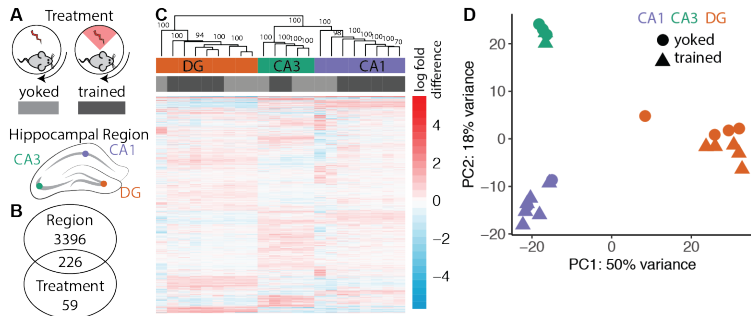 A
Treatment
yoked
trained
Hippocampal Region
CA3
CA1
DG
B
Region
3396
226
Treatment
59
C
100
100
100
100
94
100
100
100
100
98
100
100
100
100
70
DG
CA3
CA1
log fold
difference
4
2
0
−2
−4
D
CA1 CA3 DG
yoked
trained
PC2: 18% variance
20
10
0
−10
−20
−20
0
20
PC1: 50% variance